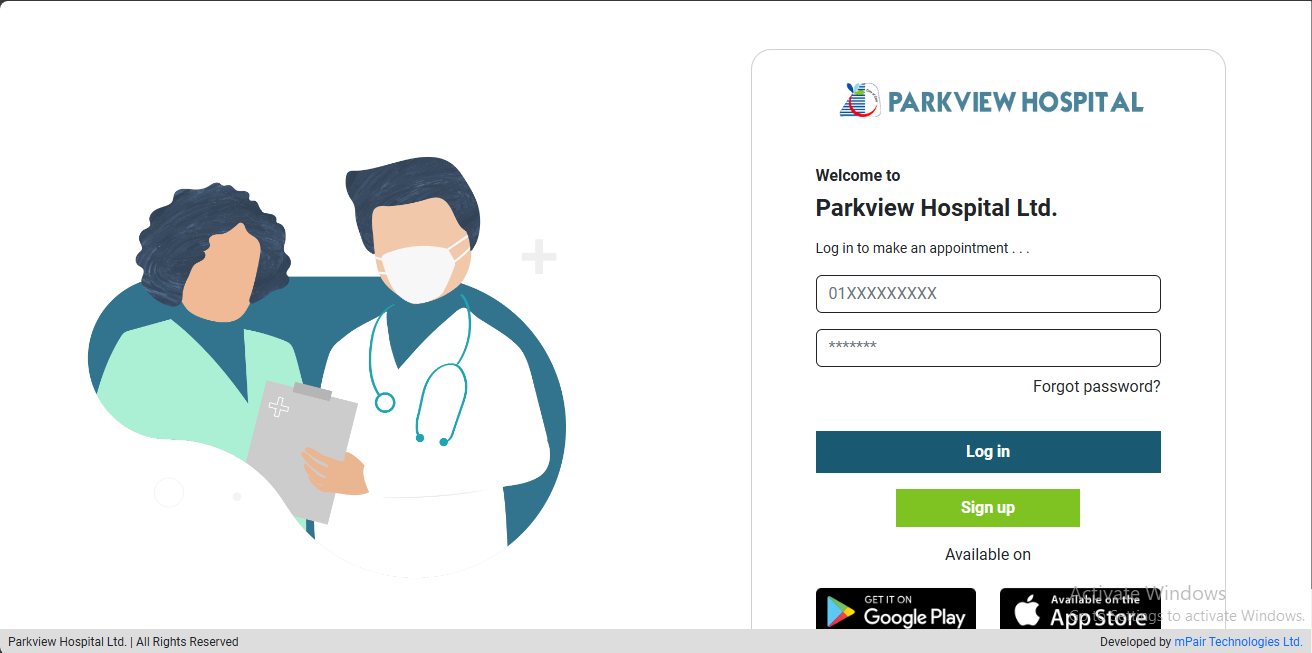 PARKVIEW HOSPITAL
Welcome to
Parkview Hospital Ltd.
Log in to make an appointment . . .
01XXXXXXXXX
*******
Forgot password?
Log in
Sign up
Available on
GET IT ON
Google Play
Available on the
App Store
Activate Windows
Go to Settings to activate Windows.
Parkview Hospital Ltd. | All Rights Reserved
Developed by mPair Technologies Ltd.